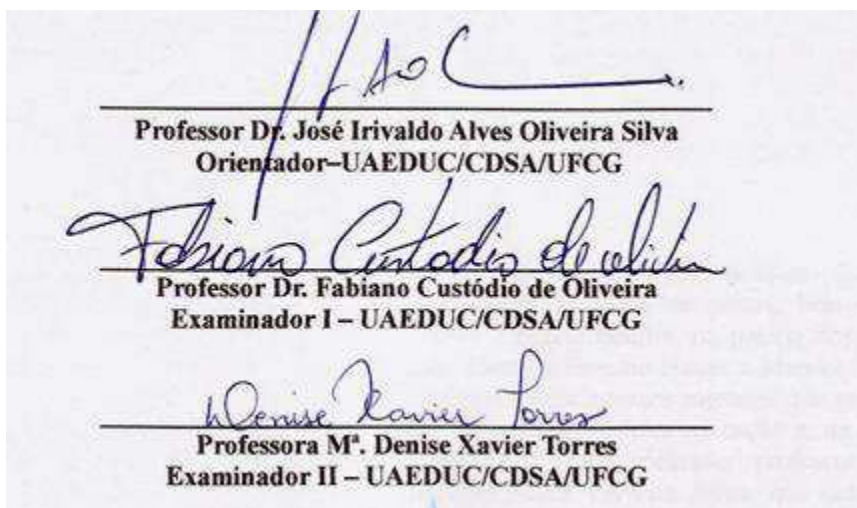 Professor Dr. José Irivaldo Alves Oliveira Silva
Orientador–UAEDUC/CDSA/UFCG
Fabiano Custodio de Oliveira
Professor Dr. Fabiano Custódio de Oliveira
Examinador I – UAEDUC/CDSA/UFCG
Denise Xavier Torres
Professora Mª. Denise Xavier Torres
Examinador II – UAEDUC/CDSA/UFCG